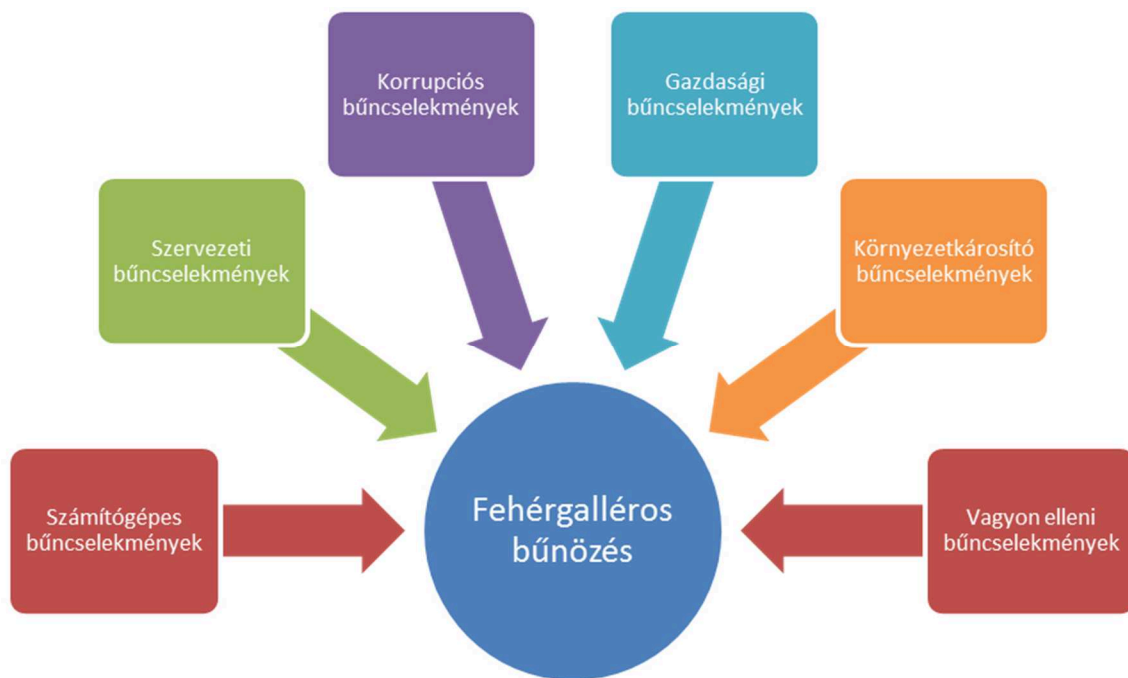 Korrupciós
bűncselekmények
Gazdasági
bűncselekmények
Szervezeti
bűncselekmények
Környezetkárosító
bűncselekmények
Számítógépes
bűncselekmények
Fehérgalléros
bűnözés
Vagyon elleni
bűncselekmények